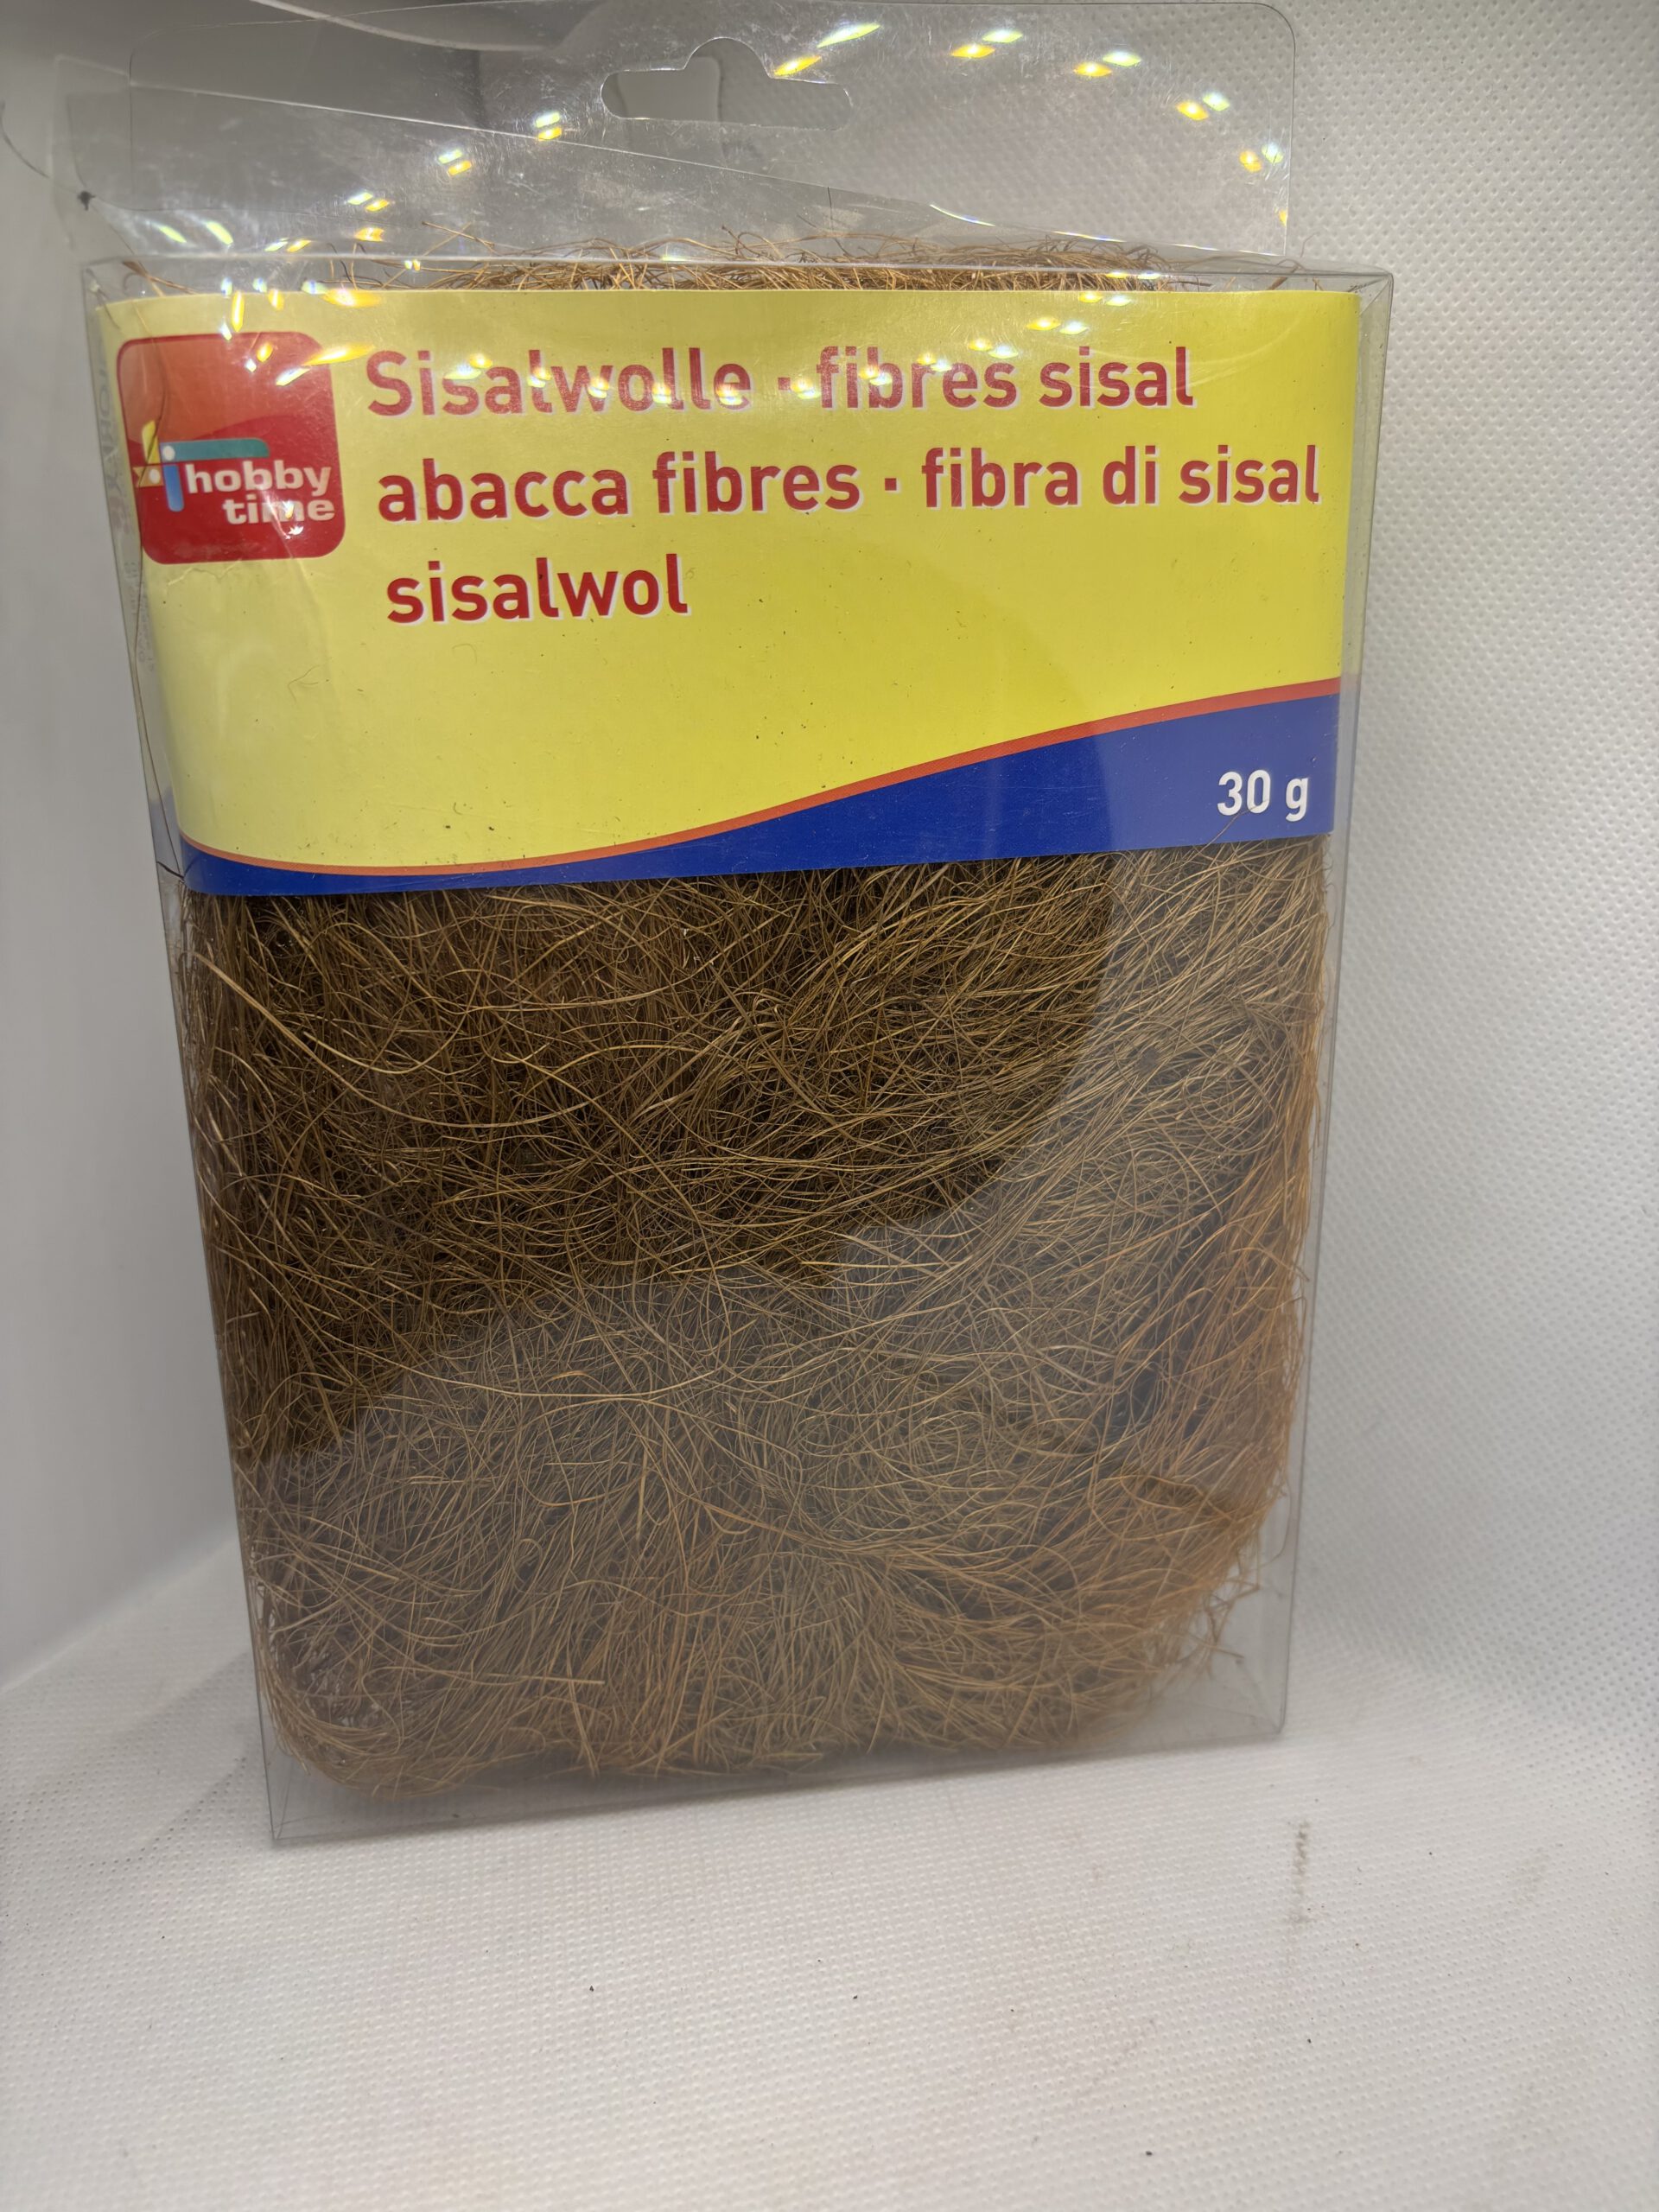 hobby
time
Sisalwolle · fibres sisal
abacca fibres · fibra di sisal
sisalwol
30 g